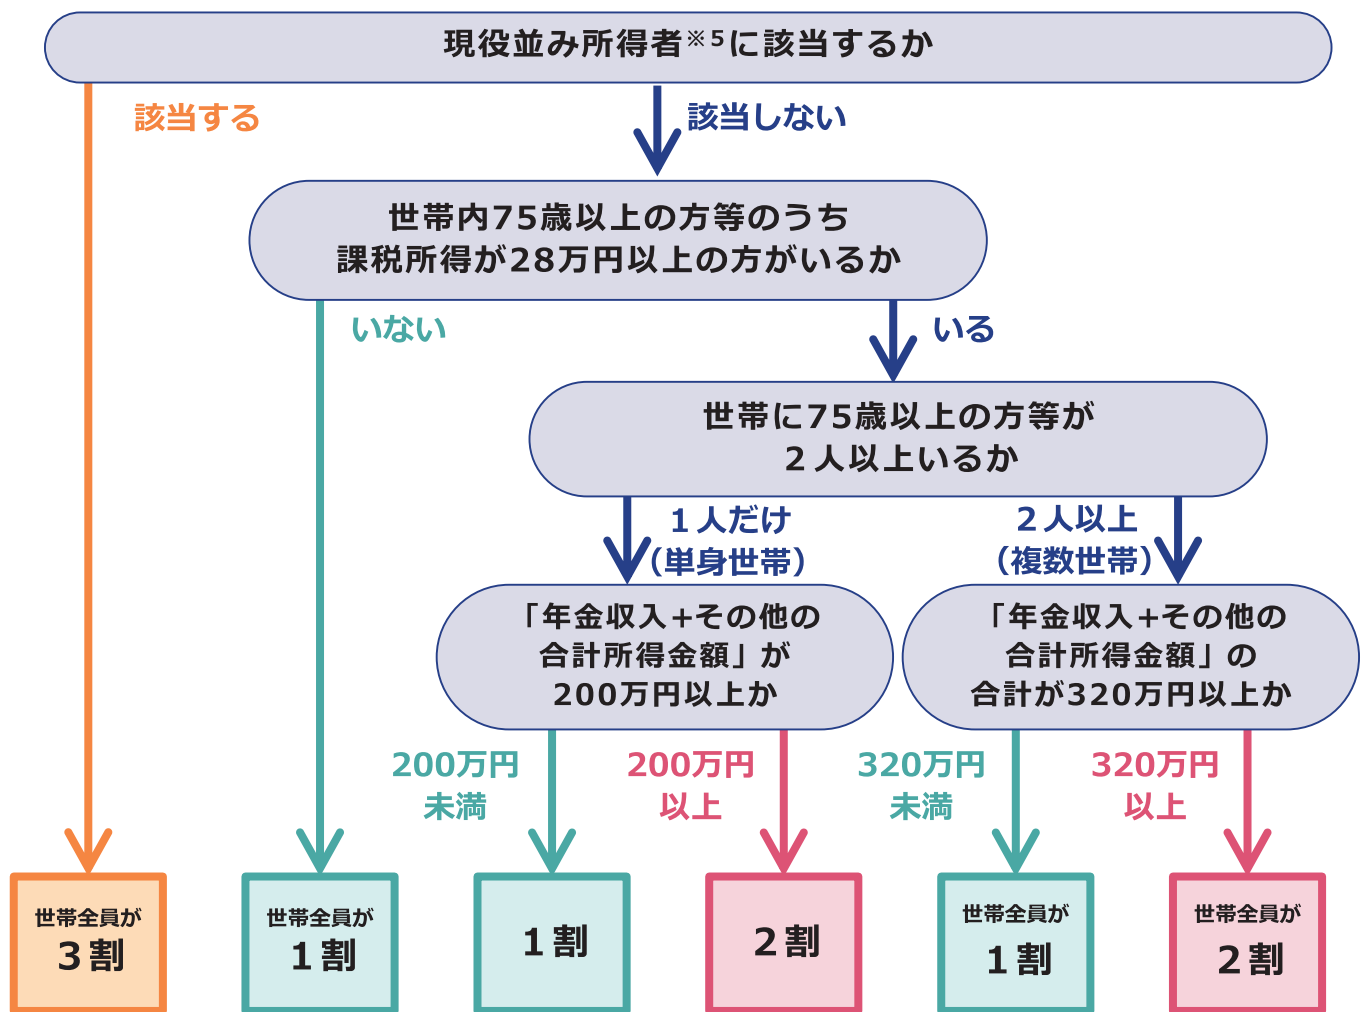 現役並み所得者※5に該当するか
該当する
該当しない
世帯内75歳以上の方等のうち
課税所得が28万円以上の方がいるか
いない
いる
世帯に75歳以上の方等が
２人以上いるか
１人だけ
（単身世帯）
２人以上
（複数世帯）
「年金収入+その他の
合計所得金額」が
200万円以上か
「年金収入+その他の
合計所得金額」の
合計が320万円以上か
200万円
未満
200万円
以上
320万円
未満
320万円
以上
世帯全員が
３割
世帯全員が
１割
１割
２割
世帯全員が
１割
世帯全員が
２割